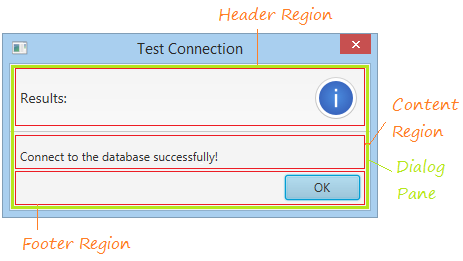 Header Region
Test Connection
Results:
i
Content
Region
Connect to the database successfully!
Dialog
Pane
OK
Footer Region